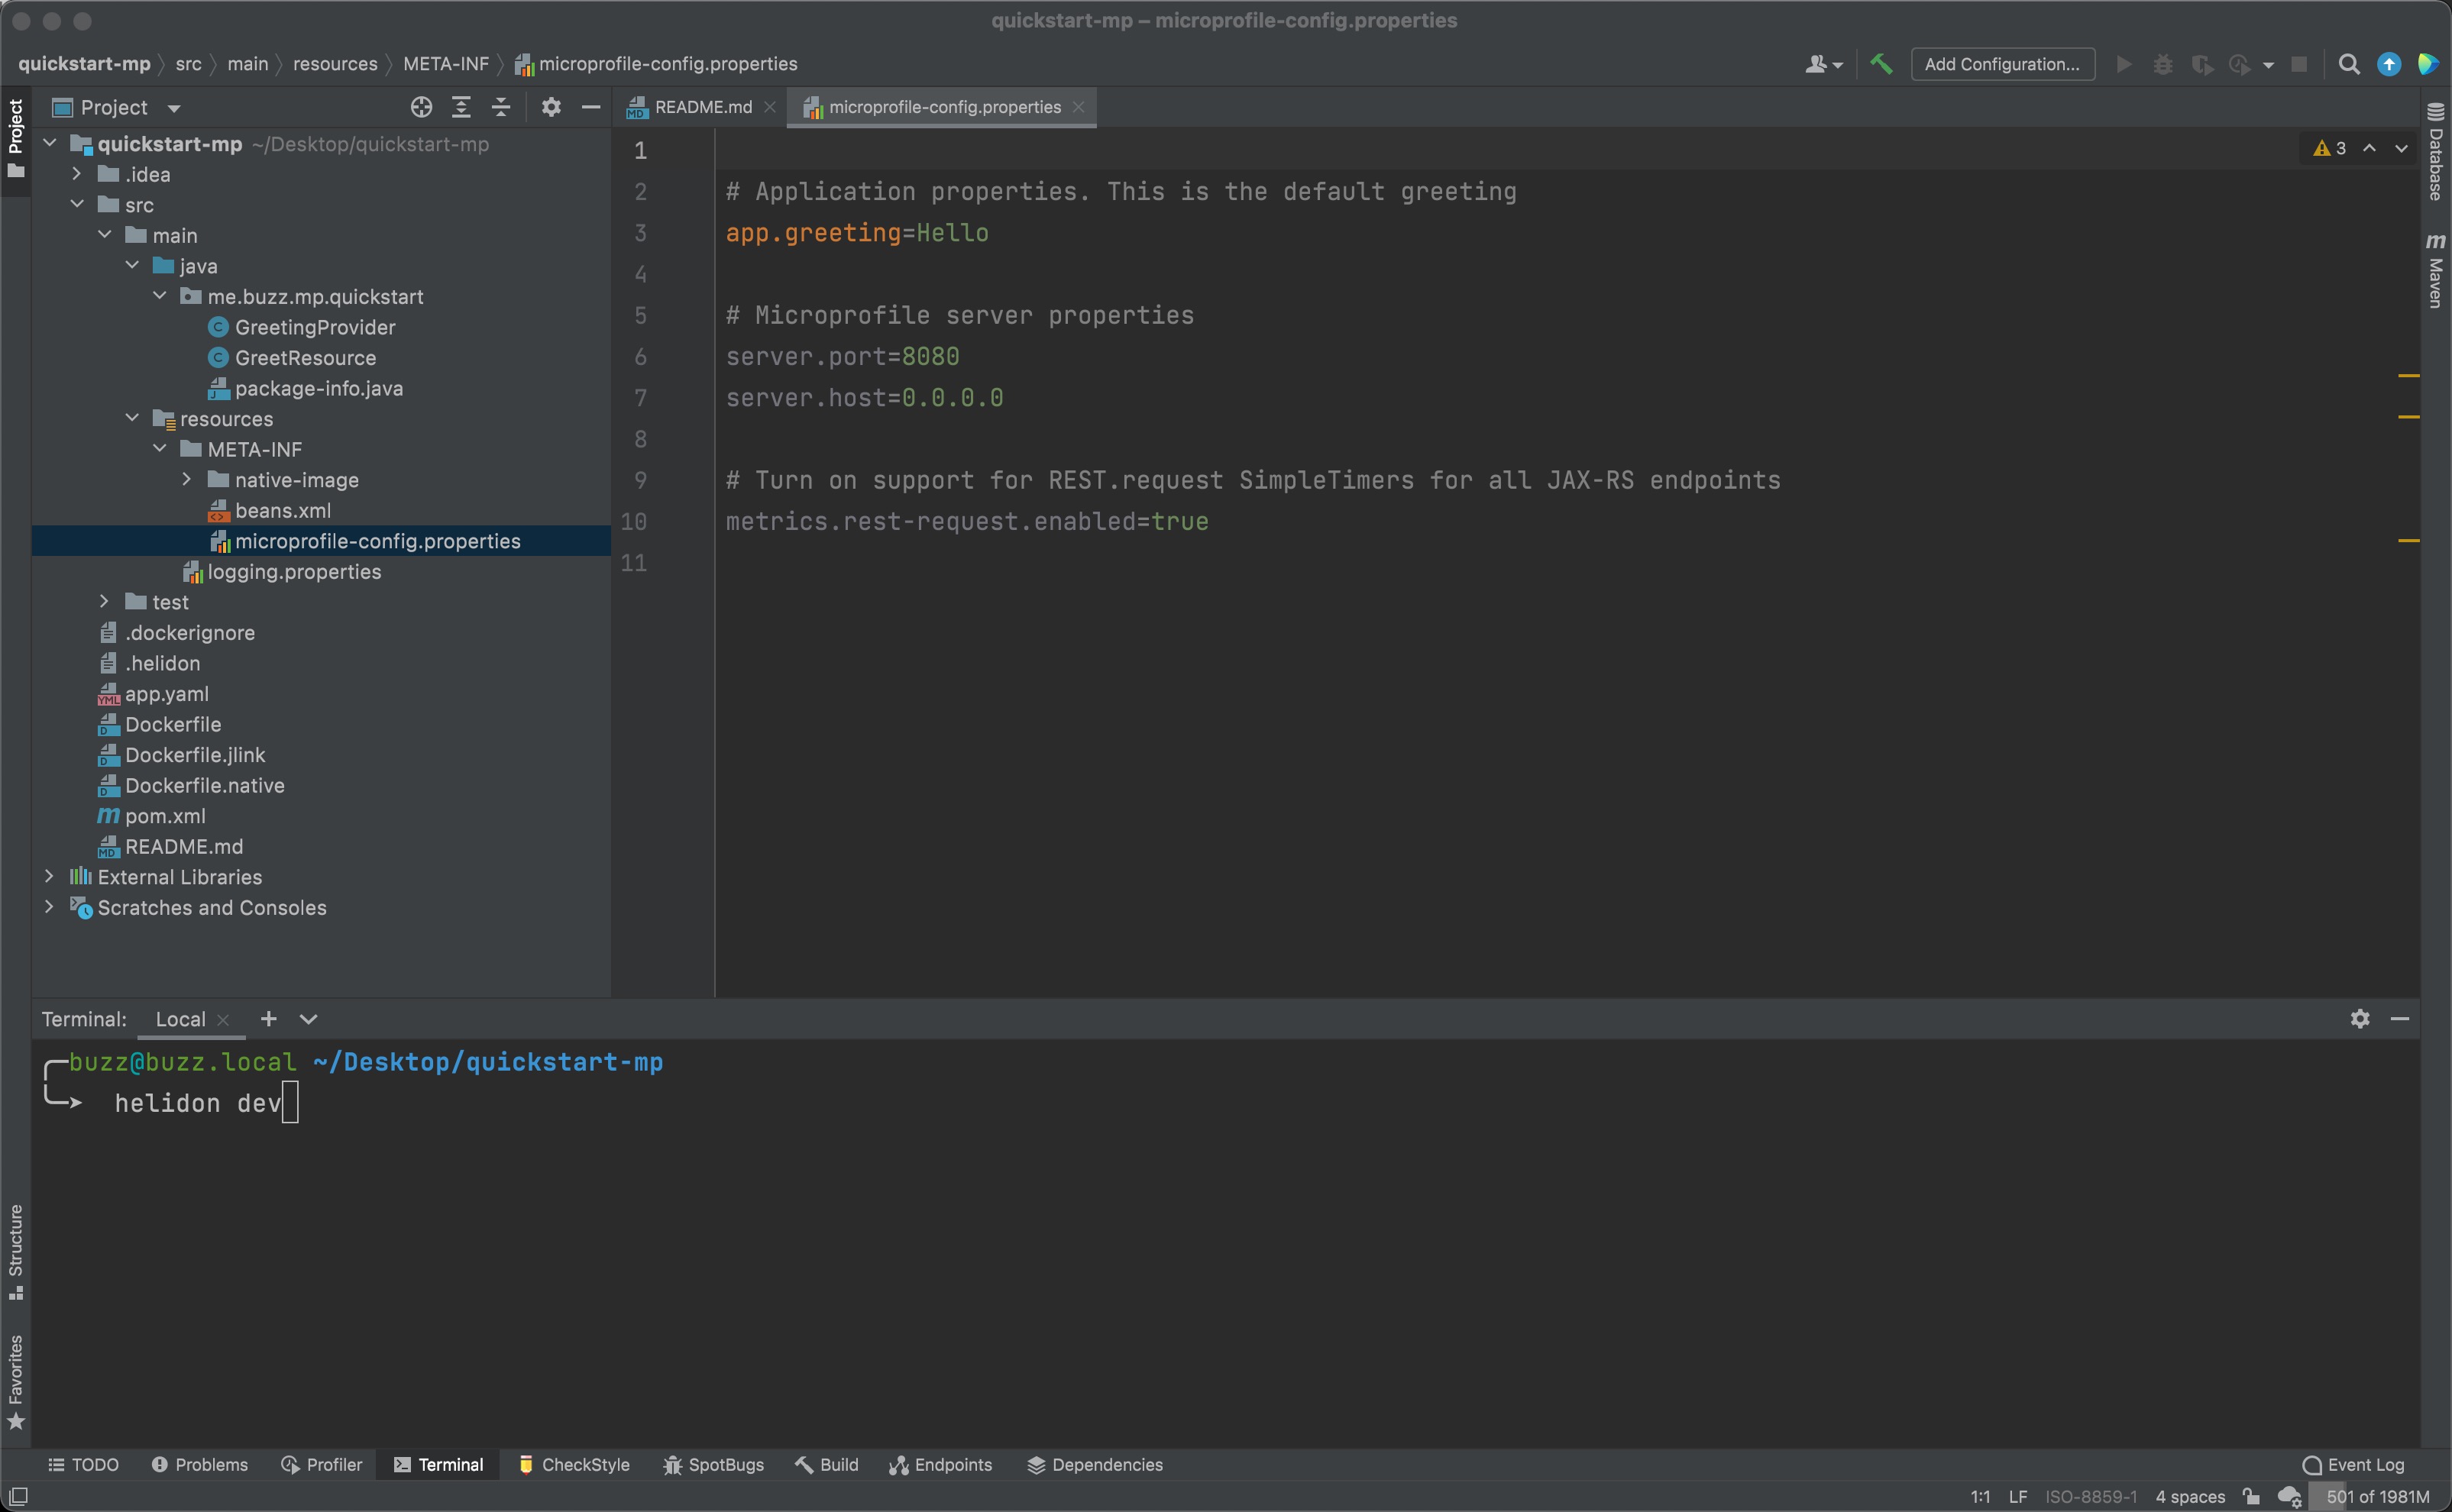 quickstart-mp – microprofile-config.properties
quickstart-mp src main resources META-INF microprofile-config.properties
Add Configuration...
Project
Project
README.md
microprofile-config.properties
quickstart-mp ~/Desktop/quickstart-mp
.idea
src
main
java
me.buzz.mp.quickstart
GreetingProvider
GreetResource
package-info.java
resources
META-INF
native-image
beans.xml
microprofile-config.properties
logging.properties
test
.dockerignore
.helidon
app.yaml
Dockerfile
Dockerfile.jlink
Dockerfile.native
pom.xml
README.md
External Libraries
Scratches and Consoles
1
2 # Application properties. This is the default greeting
3 app.greeting=Hello
4
5 # Microprofile server properties
6 server.port=8080
7 server.host=0.0.0.0
8
9 # Turn on support for REST.request SimpleTimers for all JAX-RS endpoints
10 metrics.rest-request.enabled=true
11
3
Database
Maven
Terminal: Local
buzz@buzz.local ~/Desktop/quickstart-mp
helidon dev
Structure
Favorites
TODO Problems Profiler Terminal CheckStyle SpotBugs Build Endpoints Dependencies Event Log
1:1 LF ISO-8859-1 4 spaces 501 of 1981M